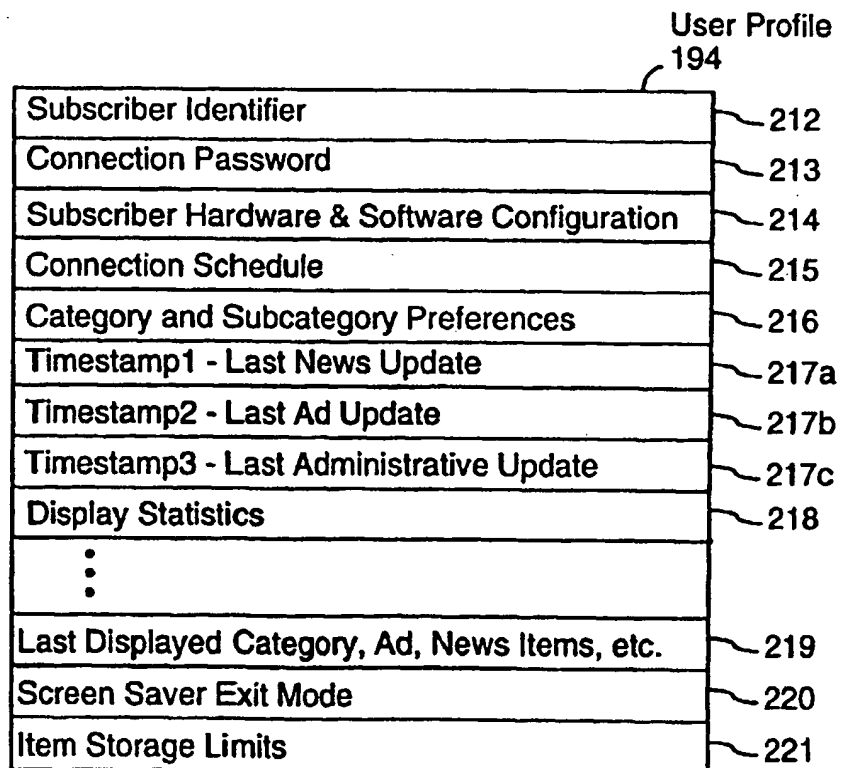 User Profile
194
Subscriber Identifier 212
Connection Password 213
Subscriber Hardware & Software Configuration 214
Connection Schedule 215
Category and Subcategory Preferences 216
Timestamp1 - Last News Update 217a
Timestamp2 - Last Ad Update 217b
Timestamp3 - Last Administrative Update 217c
Display Statistics 218
Last Displayed Category, Ad, News Items, etc. 219
Screen Saver Exit Mode 220
Item Storage Limits 221